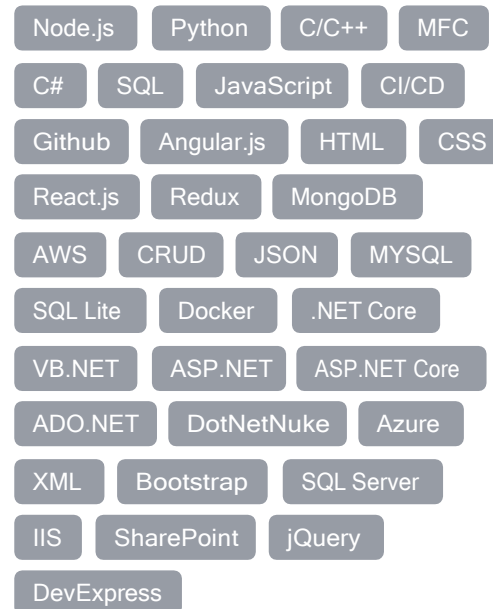 Node.js Python C/C++ MFC
C# SQL JavaScript CI/CD
Github Angular.js HTML CSS
React.js Redux MongoDB
AWS CRUD JSON MYSQL
SQL Lite Docker .NET Core
VB.NET ASP.NET ASP.NET Core
ADO.NET DotNetNuke Azure
XML Bootstrap SQL Server
IIS SharePoint jQuery
DevExpress